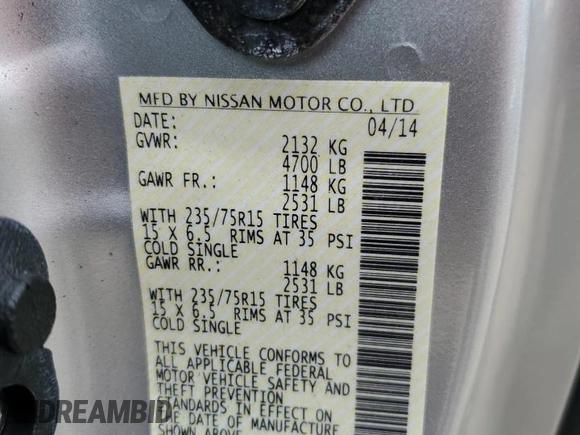 MFD BY NISSAN MOTOR CO., LTD
DATE: 04/14
GVWR: 2132 KG
4700 LB
GAWR FR.: 1148 KG
2531 LB
WITH 235/75R15 TIRES
15 X 6.5 RIMS AT 35 PSI
COLD SINGLE
GAWR RR.: 1148 KG
2531 LB
WITH 235/75R15 TIRES
15 X 6.5 RIMS AT 35 PSI
COLD SINGLE
THIS VEHICLE CONFORMS TO
ALL APPLICABLE FEDERAL
MOTOR VEHICLE SAFETY AND
THEFT PREVENTION
STANDARDS IN EFFECT ON
THE DATE OF MANUFACTURE
SHOWN ABOVE
DREAMBID